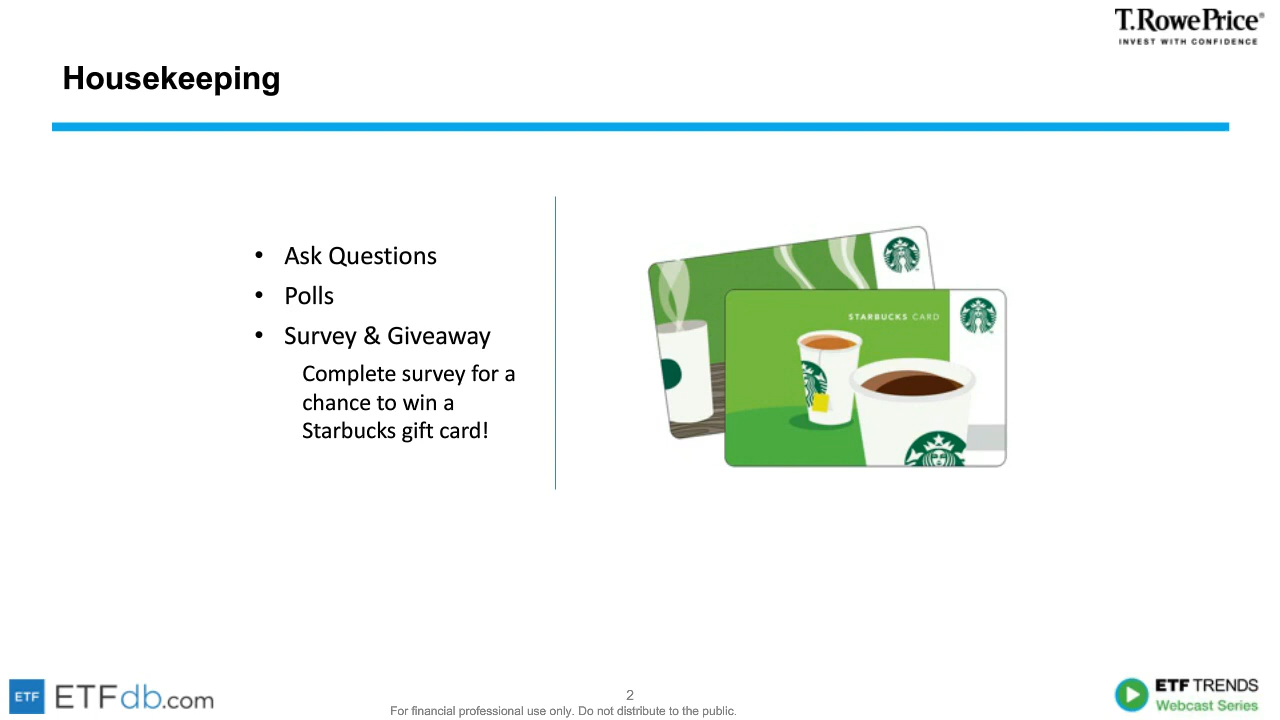 T.RowePrice®
INVEST WITH CONFIDENCE
Housekeeping
• Ask Questions
• Polls
• Survey & Giveaway
Complete survey for a
chance to win a
Starbucks gift card!
STARBUCKS CARD
ETF ETFdb.com
2
For financial professional use only. Do not distribute to the public.
ETF TRENDS
Webcast Series